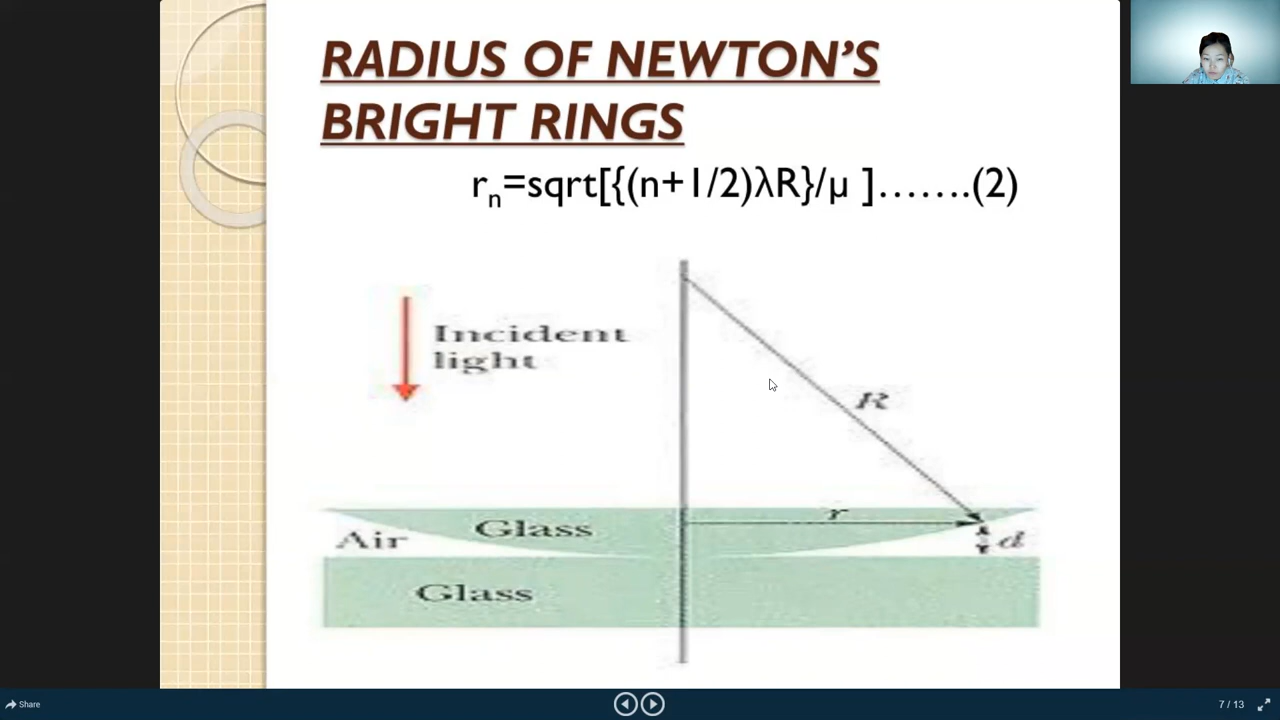 RADIUS OF NEWTON'S
BRIGHT RINGS
rₙ=sqrt[{(n+1/2)λR}/μ ].......(2)
Incident
light
R
r
Glass
Air
d
Glass
Share
7 / 13